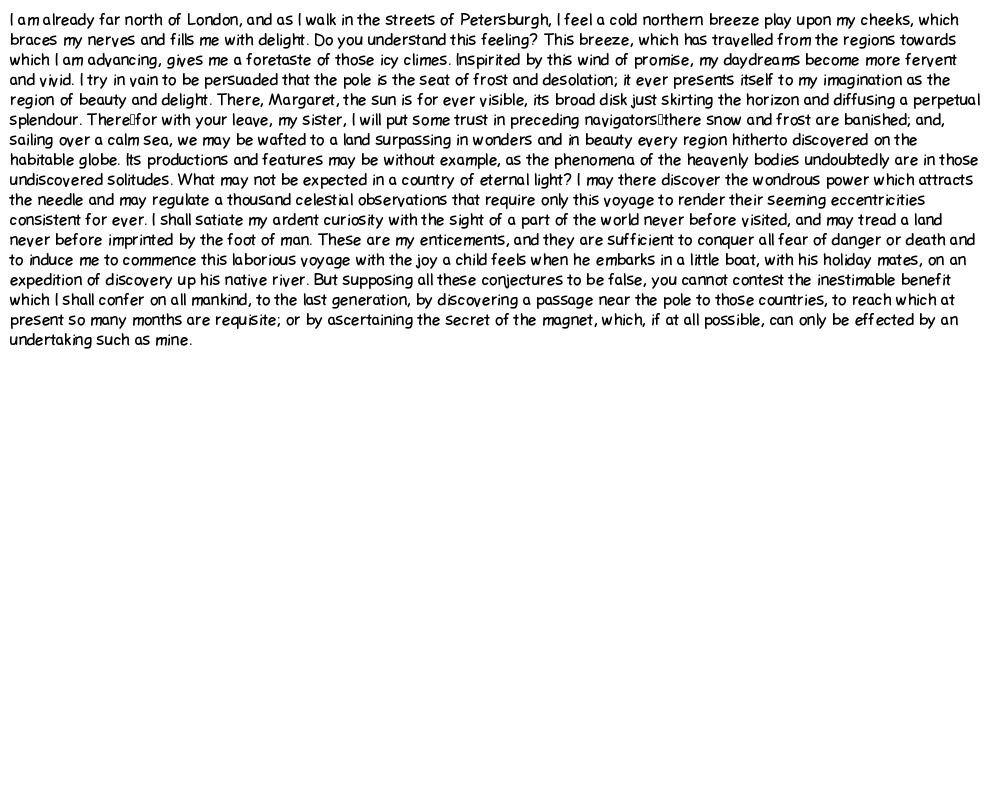 I am already far north of London, and as I walk in the streets of Petersburgh, I feel a cold northern breeze play upon my cheeks, which
braces my nerves and fills me with delight. Do you understand this feeling? This breeze, which has travelled from the regions towards
which I am advancing, gives me a foretaste of those icy climes. Inspirited by this wind of promise, my daydreams become more fervent
and vivid. I try in vain to be persuaded that the pole is the seat of frost and desolation; it ever presents itself to my imagination as the
region of beauty and delight. There, Margaret, the sun is for ever visible, its broad disk just skirting the horizon and diffusing a perpetual
splendour. There▯for with your leave, my sister, I will put some trust in preceding navigators▯there snow and frost are banished; and,
sailing over a calm sea, we may be wafted to a land surpassing in wonders and in beauty every region hitherto discovered on the
habitable globe. Its productions and features may be without example, as the phenomena of the heavenly bodies undoubtedly are in those
undiscovered solitudes. What may not be expected in a country of eternal light? I may there discover the wondrous power which attracts
the needle and may regulate a thousand celestial observations that require only this voyage to render their seeming eccentricities
consistent for ever. I shall satiate my ardent curiosity with the sight of a part of the world never before visited, and may tread a land
never before imprinted by the foot of man. These are my enticements, and they are sufficient to conquer all fear of danger or death and
to induce me to commence this laborious voyage with the joy a child feels when he embarks in a little boat, with his holiday mates, on an
expedition of discovery up his native river. But supposing all these conjectures to be false, you cannot contest the inestimable benefit
which I shall confer on all mankind, to the last generation, by discovering a passage near the pole to those countries, to reach which at
present so many months are requisite; or by ascertaining the secret of the magnet, which, if at all possible, can only be effected by an
undertaking such as mine.